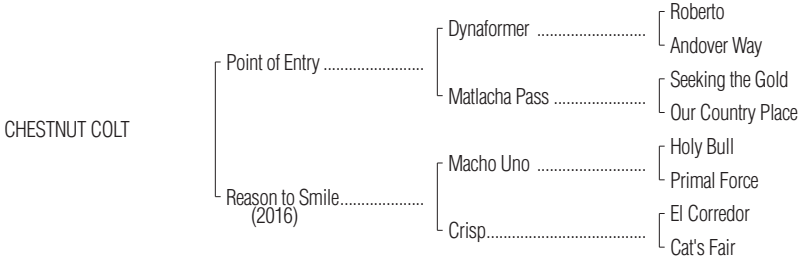 Roberto
Dynaformer ..........................
Andover Way
Point of Entry ........................
Seeking the Gold
Matlacha Pass ......................
Our Country Place
CHESTNUT COLT
Holy Bull
Macho Uno ..........................
Primal Force
Reason to Smile....................
(2016)
El Corredor
Crisp......................................
Cat's Fair